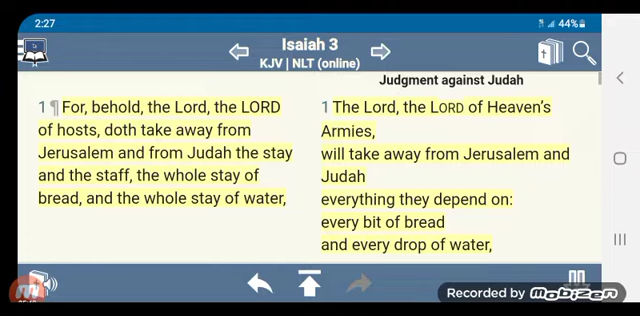 2:27
44%
Isaiah 3
KJV | NLT (online)
Judgment against Judah
1 ¶ For, behold, the Lord, the LORD
of hosts, doth take away from
Jerusalem and from Judah the stay
and the staff, the whole stay of
bread, and the whole stay of water,
1 The Lord, the LORD of Heaven's
Armies,
will take away from Jerusalem and
Judah
everything they depend on:
every bit of bread
and every drop of water,
Recorded by Mobizen